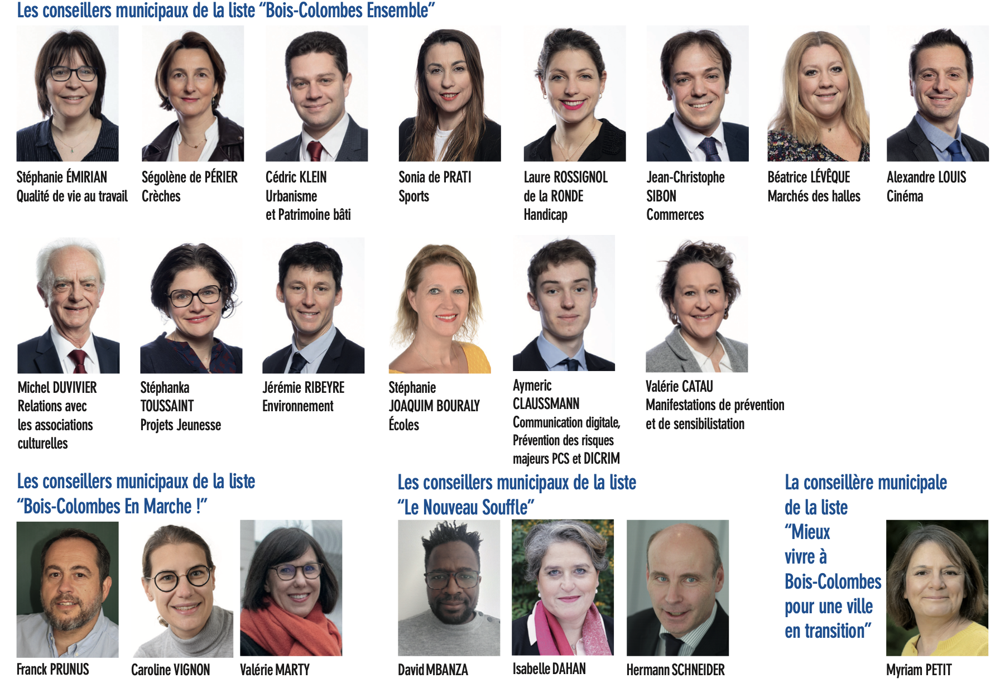 Les conseillers municipaux de la liste “Bois-Colombes Ensemble”
Stéphanie ÉMIRIAN
Qualité de vie au travail
Ségolène de PÉRIER
Crèches
Cédric KLEIN
Urbanisme
et Patrimoine bâti
Sonia de PRATI
Sports
Laure ROSSIGNOL
de la RONDE
Handicap
Jean-Christophe
SIBON
Commerces
Béatrice LÉVÊQUE
Marchés des halles
Alexandre LOUIS
Cinéma
Michel DUVIVIER
Relations avec
les associations
culturelles
Stéphanka
TOUSSAINT
Projets Jeunesse
Jérémie RIBEYRE
Environnement
Stéphanie
JOAQUIM BOURALY
Écoles
Aymeric
CLAUSSMANN
Communication digitale,
Prévention des risques
majeurs PCS et DICRIM
Valérie CATAU
Manifestations de prévention
et de sensibilistation
Les conseillers municipaux de la liste
“Bois-Colombes En Marche !”
Franck PRUNUS
Caroline VIGNON
Valérie MARTY
Les conseillers municipaux de la liste
“Le Nouveau Souffle”
David MBANZA
Isabelle DAHAN
Hermann SCHNEIDER
La conseillère municipale
de la liste
“Mieux
vivre à
Bois-Colombes
pour une ville
en transition”
Myriam PETIT